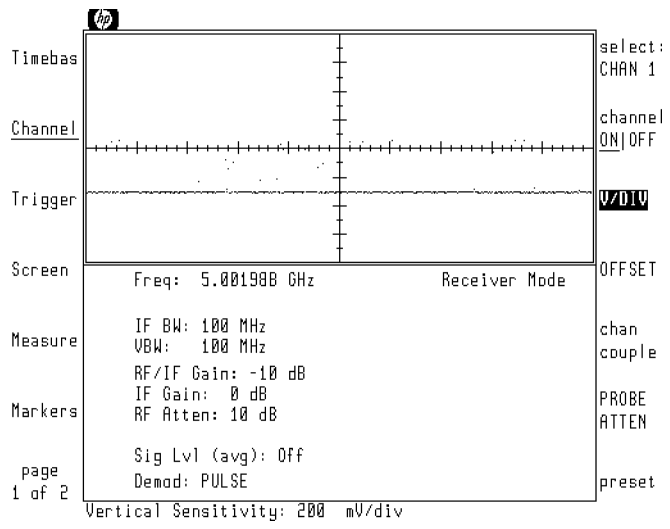 hp
Timebas
Channel
Trigger
Screen
Measure
Markers
page
1 of 2
select:
CHAN 1
channel
ON|OFF
V/DIV
OFFSET
chan
couple
PROBE
ATTEN
preset
Freq: 5.001988 GHz Receiver Mode
IF BW: 100 MHz
VBW: 100 MHz
RF/IF Gain: -10 dB
IF Gain: 0 dB
RF Atten: 10 dB
Sig Lvl (avg): Off
Demod: PULSE
Vertical Sensitivity: 200 mV/div